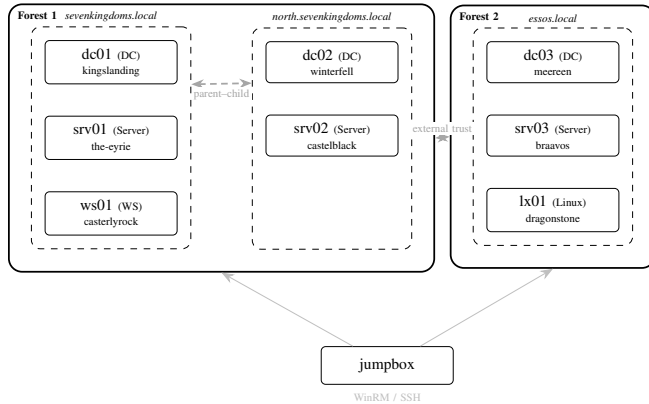 Forest 1 sevenkingdoms.local
dc01 (DC)
kingslanding
srv01 (Server)
the-eyrie
ws01 (WS)
casterlyrock
parent–child
north.sevenkingdoms.local
dc02 (DC)
winterfell
srv02 (Server)
castelblack
external trust
Forest 2 essos.local
dc03 (DC)
meereen
srv03 (Server)
braavos
lx01 (Linux)
dragonstone
jumpbox
WinRM / SSH